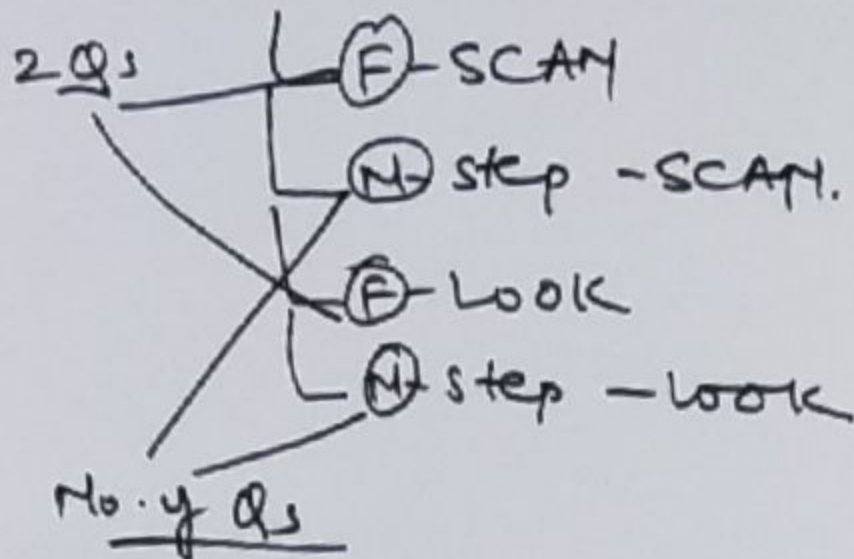 2 Qs
F - SCAN
N - step - SCAN.
F - LOOK
N - step - LOOK
No. of Qs